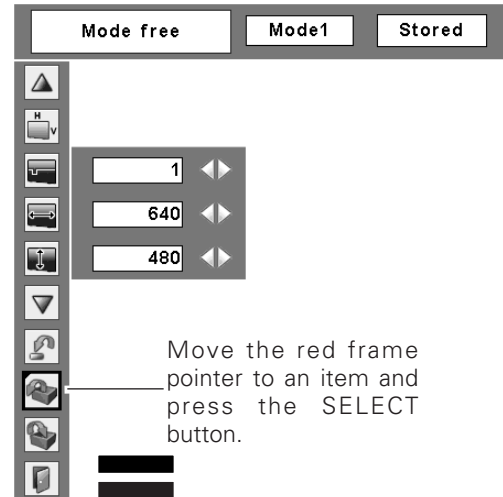 Mode free Mode1 Stored
H
V
1
640
480
Move the red frame
pointer to an item and
press the SELECT
button.